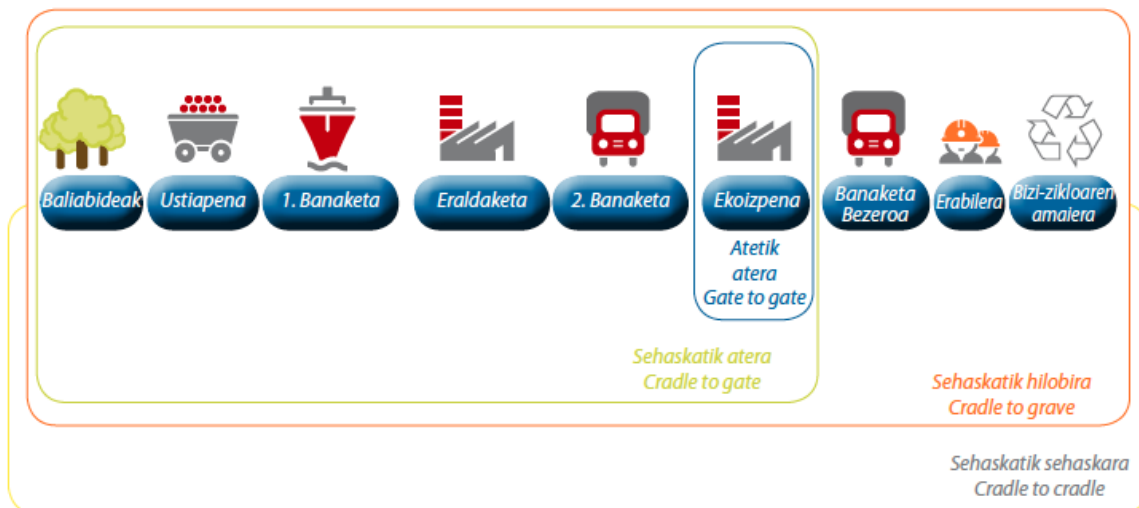 Baliabideak
Ustiapena
1. Banaketa
Eraldaketa
2. Banaketa
Ekoizpena
Banaketa
Bezeroa
Erabilera
Bizi-zikloaren
amaiera
Atetik
atera
Gate to gate
Sehaskatik atera
Cradle to gate
Sehaskatik hilobira
Cradle to grave
Sehaskatik sehaskara
Cradle to cradle